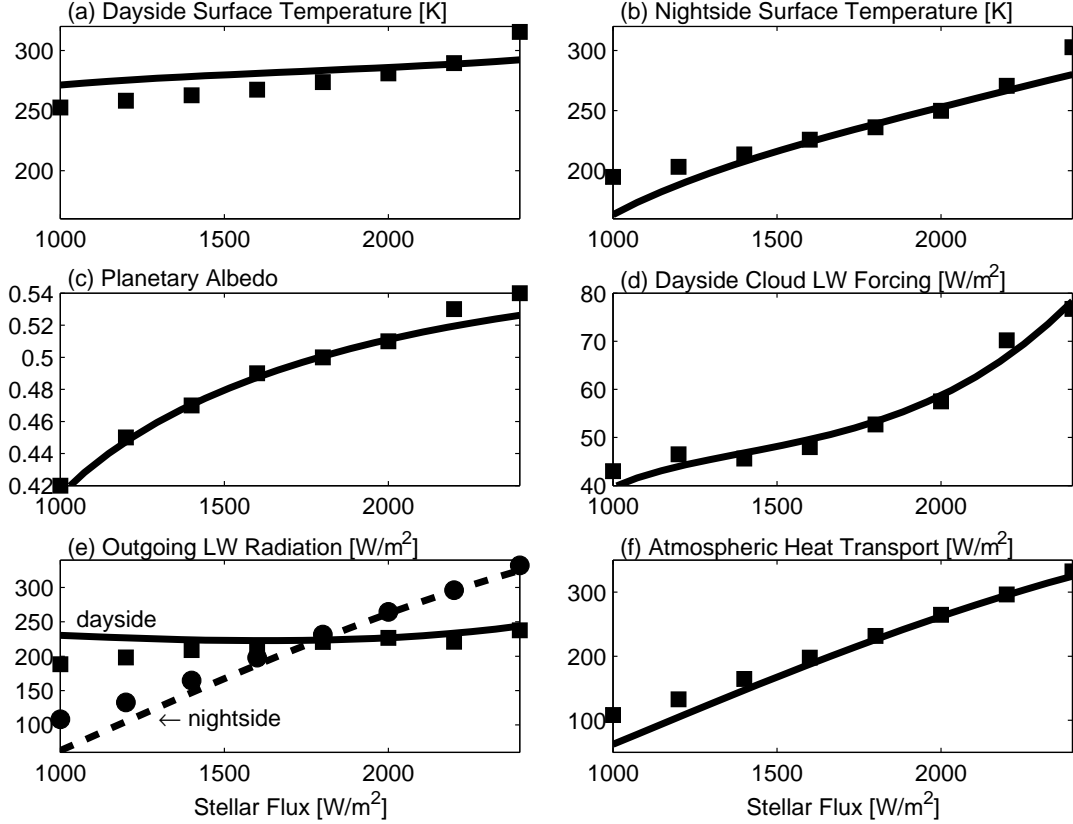 (a) Dayside Surface Temperature [K]
300
250
200
1000 1500 2000
(b) Nightside Surface Temperature [K]
300
250
200
1000 1500 2000
(c) Planetary Albedo
0.54
0.52
0.5
0.48
0.46
0.44
0.42
1000 1500 2000
(d) Dayside Cloud LW Forcing [W/m²]
80
70
60
50
40
1000 1500 2000
(e) Outgoing LW Radiation [W/m²]
300
250
200
150
100
dayside
← nightside
1000 1500 2000
Stellar Flux [W/m²]
(f) Atmospheric Heat Transport [W/m²]
300
200
100
1000 1500 2000
Stellar Flux [W/m²]